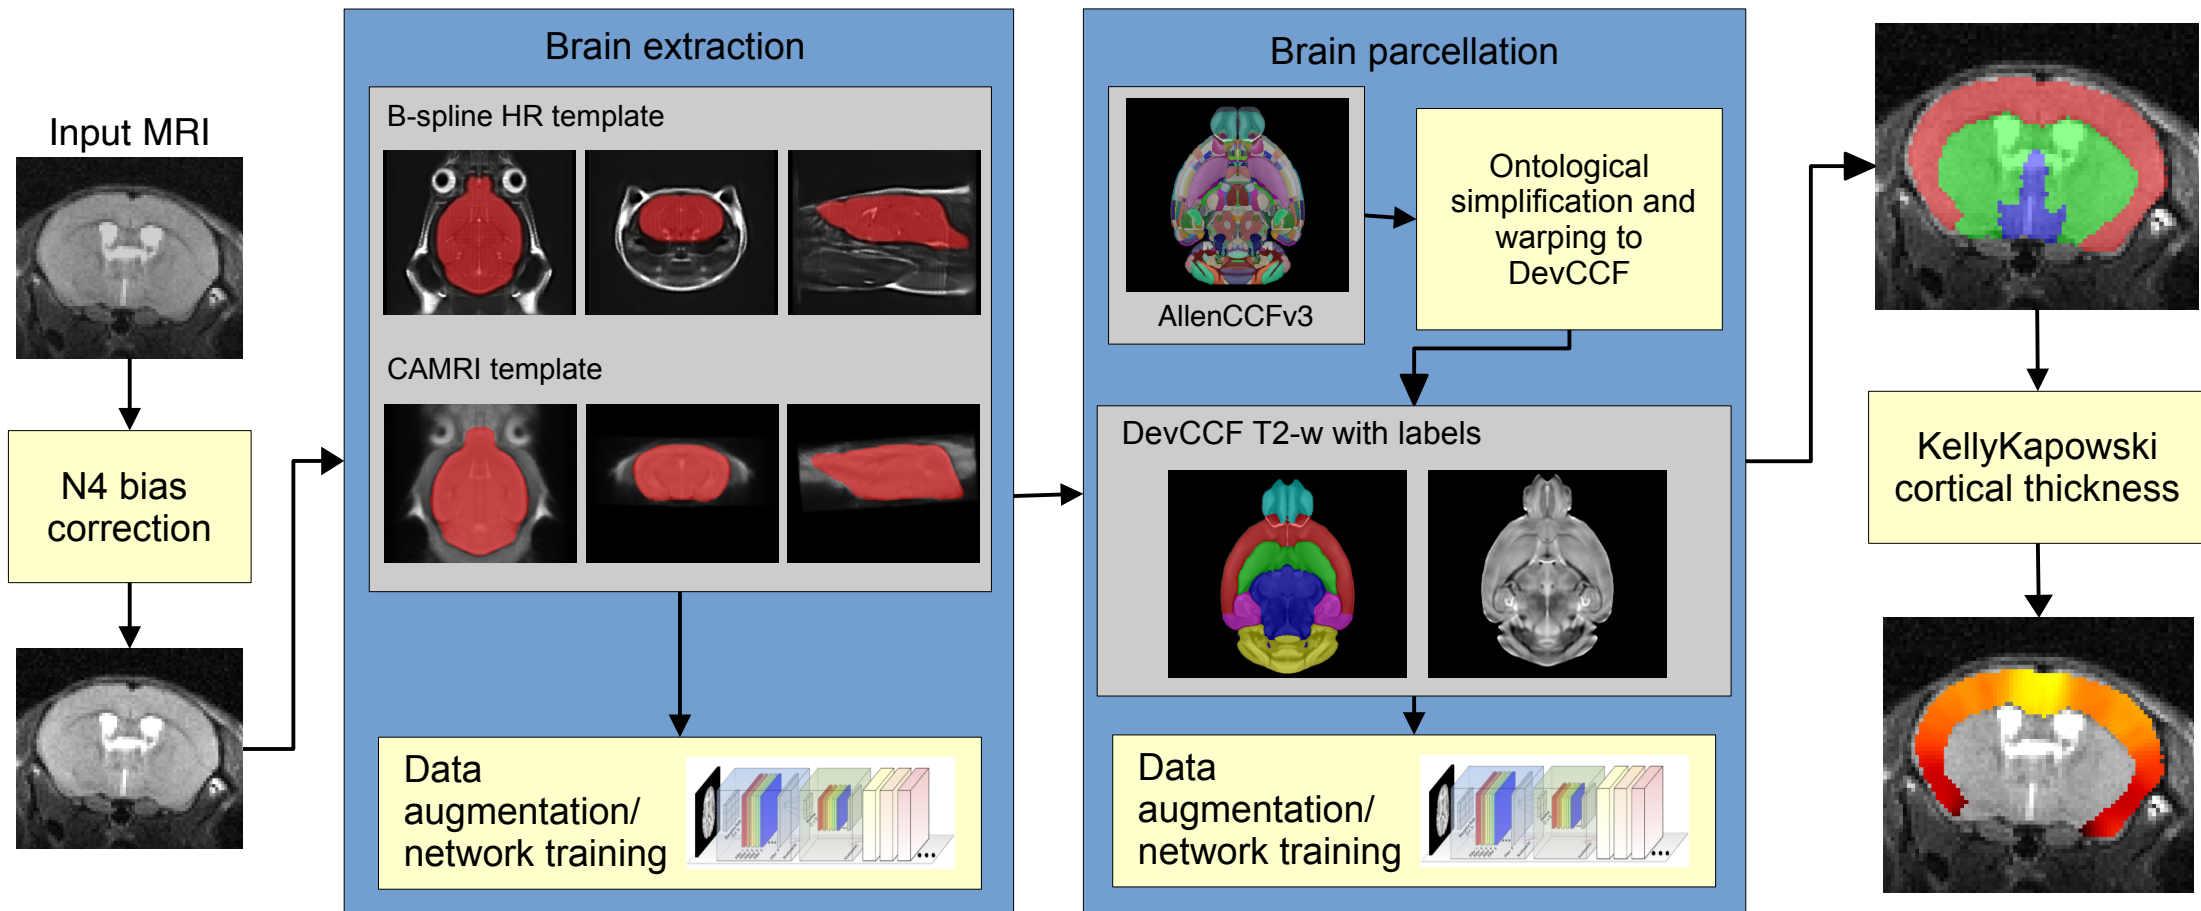 Input MRI
N4 bias
correction
Brain extraction
B-spline HR template
CAMRI template
Data
augmentation/
network training
Brain parcellation
AllenCCFv3
Ontological
simplification and
warping to
DevCCF
DevCCF T2-w with labels
Data
augmentation/
network training
KellyKapowski
cortical thickness